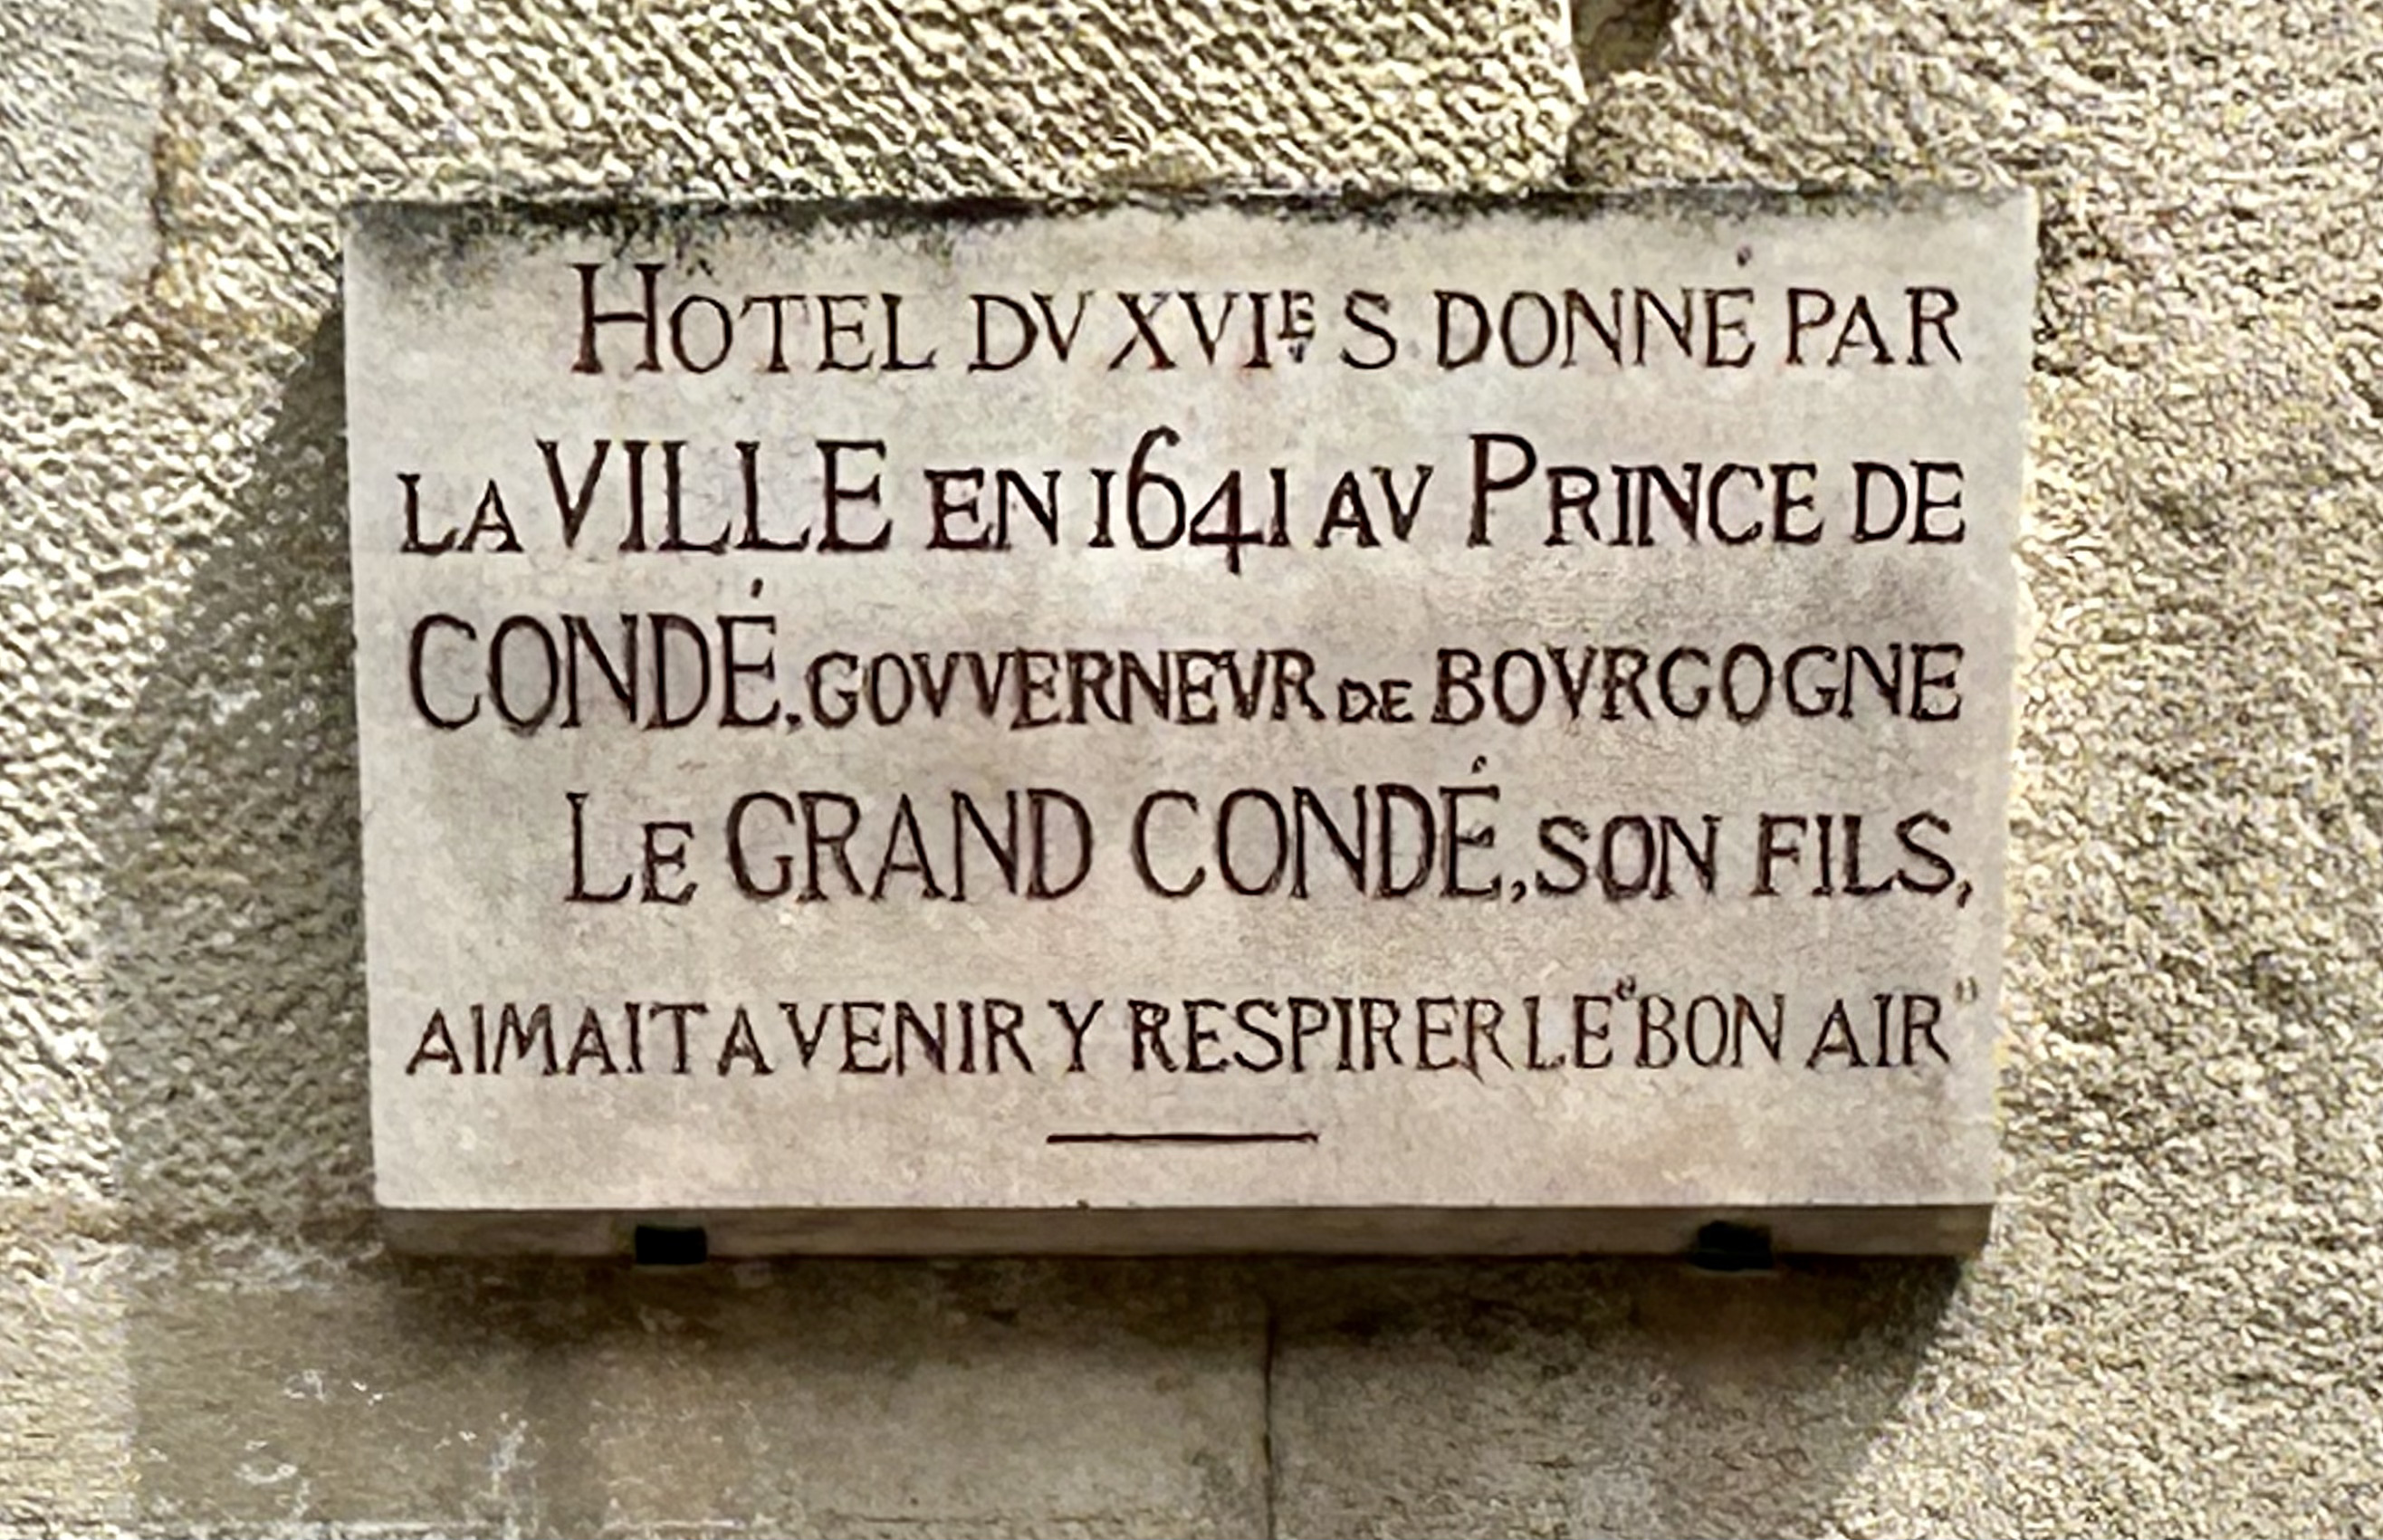 HÔTEL DV XVIE S DONNÉ PAR
LA VILLE EN 1641 AV PRINCE DE
CONDÉ. GOVVERNEVR DE BOVRGOGNE
LE GRAND CONDÉ, SON FILS,
AIMAIT A VENIR Y RESPIRER LE "BON AIR"